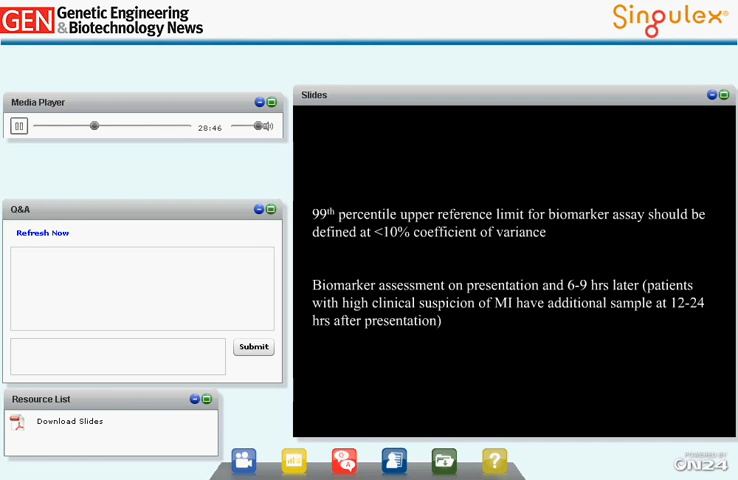 GEN Genetic Engineering
& Biotechnology News
Singulex®
Media Player
28:46
Slides
Q&A
Refresh Now
Submit
99th percentile upper reference limit for biomarker assay should be
defined at <10% coefficient of variance
Biomarker assessment on presentation and 6-9 hrs later (patients
with high clinical suspicion of MI have additional sample at 12-24
hrs after presentation)
Resource List
Download Slides
Q
A
?
POWERED BY
ON24